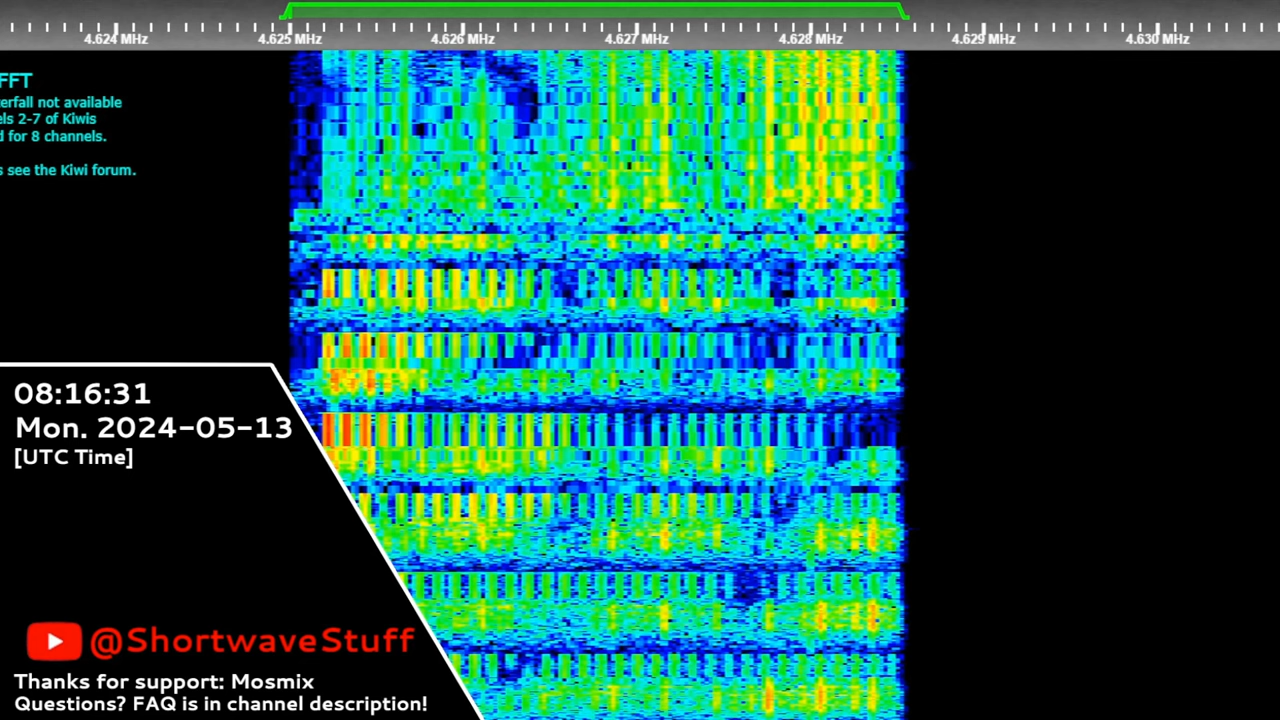 4.624 MHz 4.625 MHz 4.626 MHz 4.627 MHz 4.628 MHz 4.629 MHz 4.630 MHz
FFT
erfall not available
els 2-7 of Kiwis
d for 8 channels.
s see the Kiwi forum.
08:16:31
Mon. 2024-05-13
[UTC Time]
@ShortwaveStuff
Thanks for support: Mosmix
Questions? FAQ is in channel description!